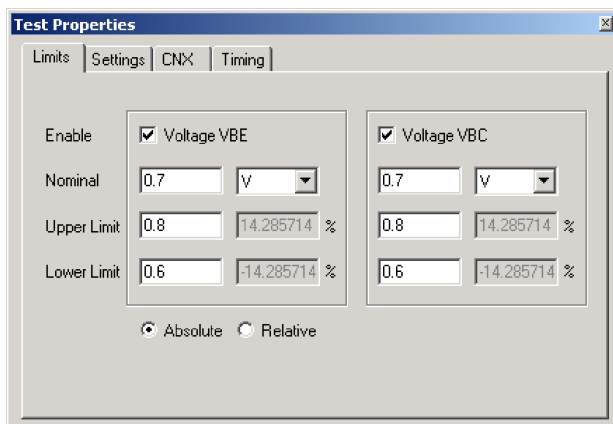 Test Properties
Limits Settings CNX Timing
Enable Voltage VBE Voltage VBC
Nominal 0.7 V 0.7 V
Upper Limit 0.8 14.285714 % 0.8 14.285714 %
Lower Limit 0.6 -14.285714 % 0.6 -14.285714 %
Absolute Relative